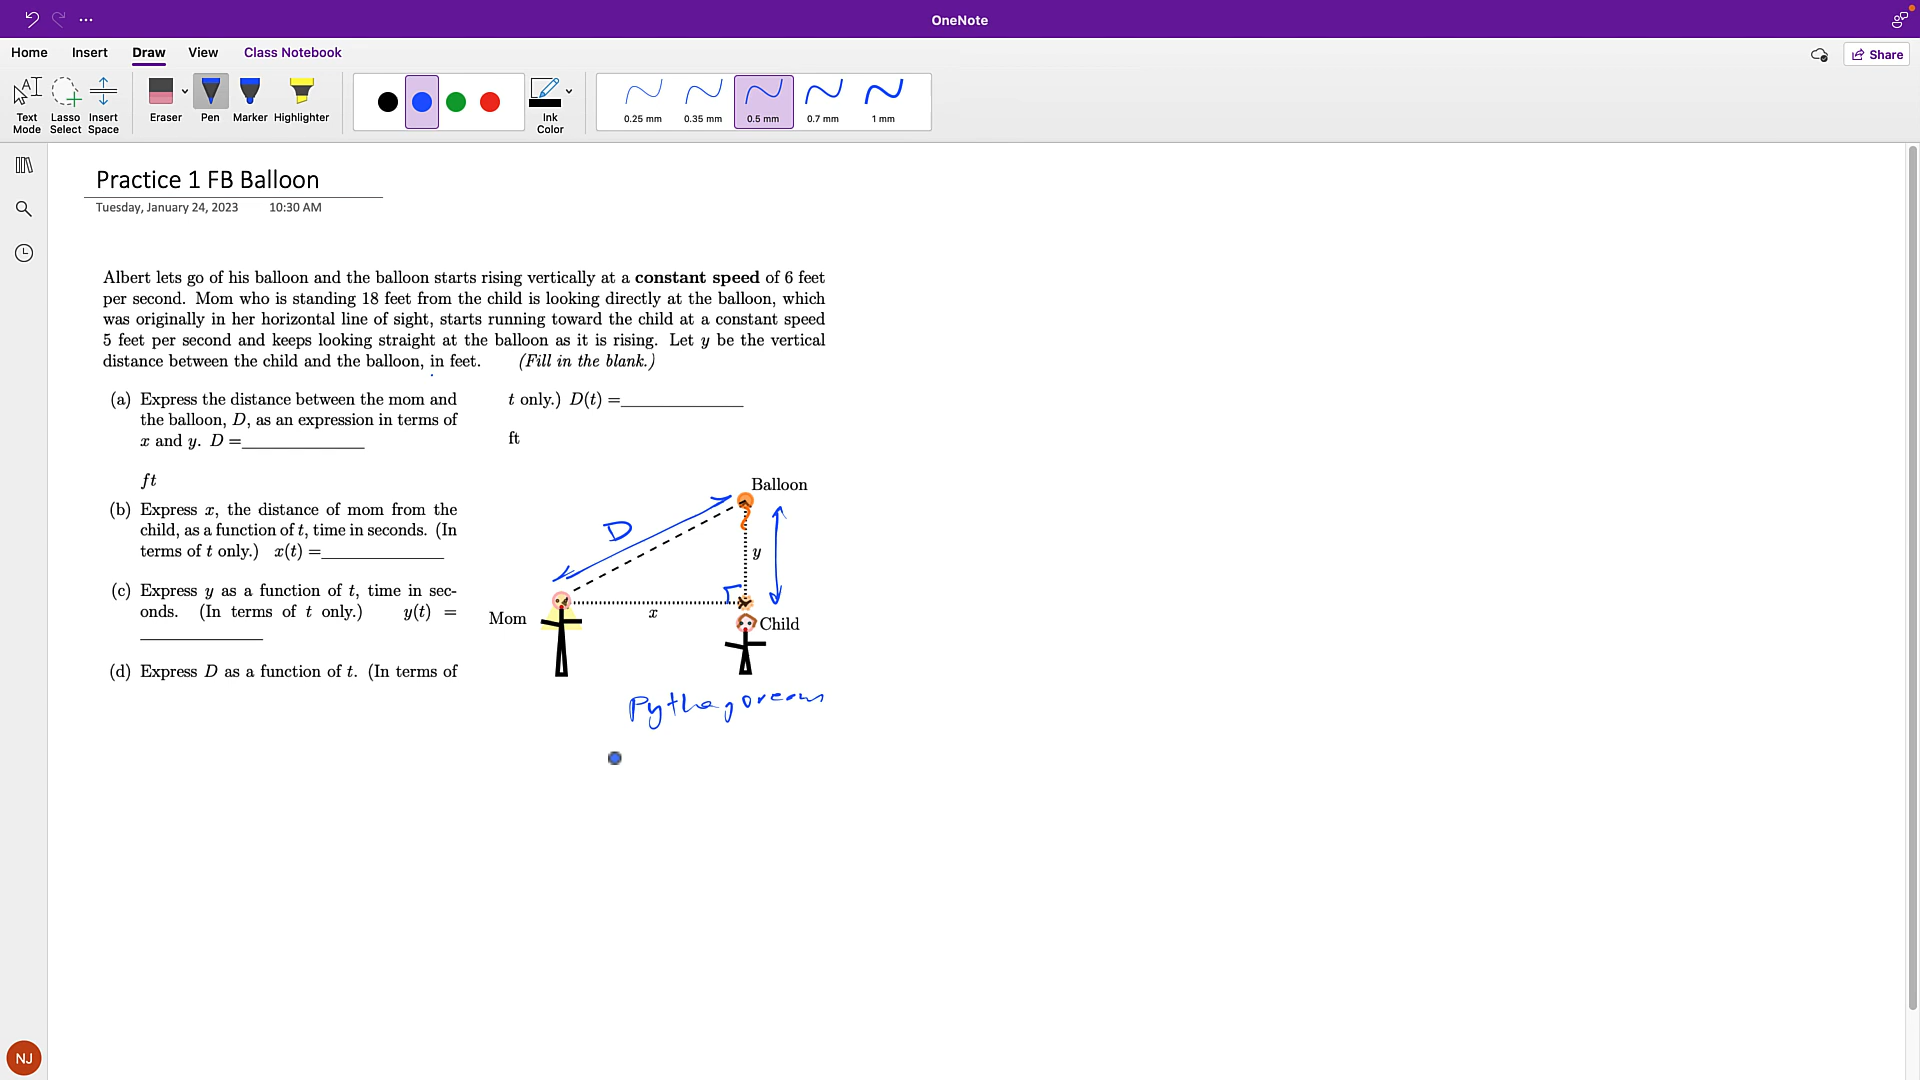 OneNote
Home Insert Draw View Class Notebook
Share
Text Mode
Lasso Select
Insert Space
Eraser
Pen
Marker
Highlighter
Ink Color
0.25 mm
0.35 mm
0.5 mm
0.7 mm
1 mm
Practice 1 FB Balloon
Tuesday, January 24, 2023 10:30 AM
Albert lets go of his balloon and the balloon starts rising vertically at a constant speed of 6 feet
per second. Mom who is standing 18 feet from the child is looking directly at the balloon, which
was originally in her horizontal line of sight, starts running toward the child at a constant speed
5 feet per second and keeps looking straight at the balloon as it is rising. Let y be the vertical
distance between the child and the balloon, in feet. (Fill in the blank.)
(a) Express the distance between the mom and
the balloon, D, as an expression in terms of
x and y. D =______________
ft
(b) Express x, the distance of mom from the
child, as a function of t, time in seconds. (In
terms of t only.) x(t) =______________
(c) Express y as a function of t, time in sec-
onds. (In terms of t only.) y(t) =
______________
(d) Express D as a function of t. (In terms of
t only.) D(t) =______________
ft
Balloon
D
y
x
Mom
Child
Pythagorean
NJ